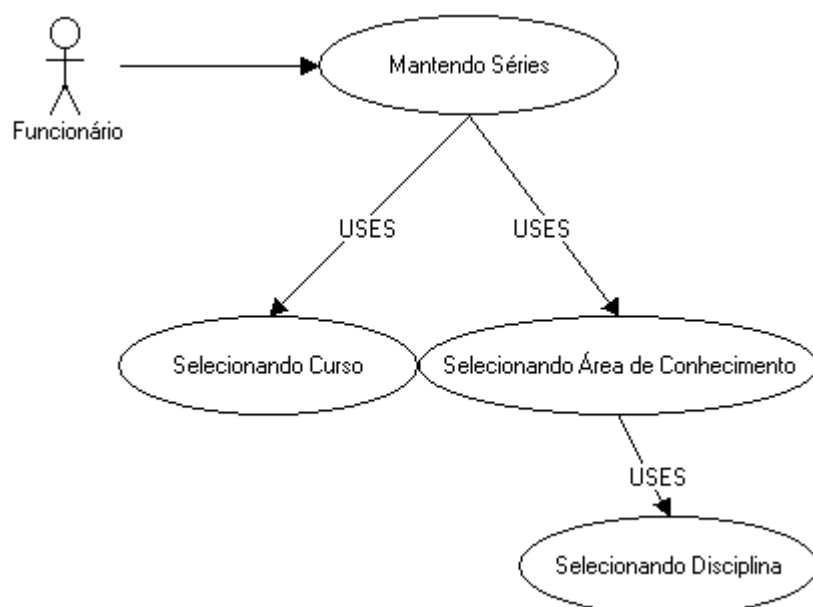 Mantendo Séries
Funcionário
USES
USES
Selecionando Curso
Selecionando Área de Conhecimento
USES
Selecionando Disciplina